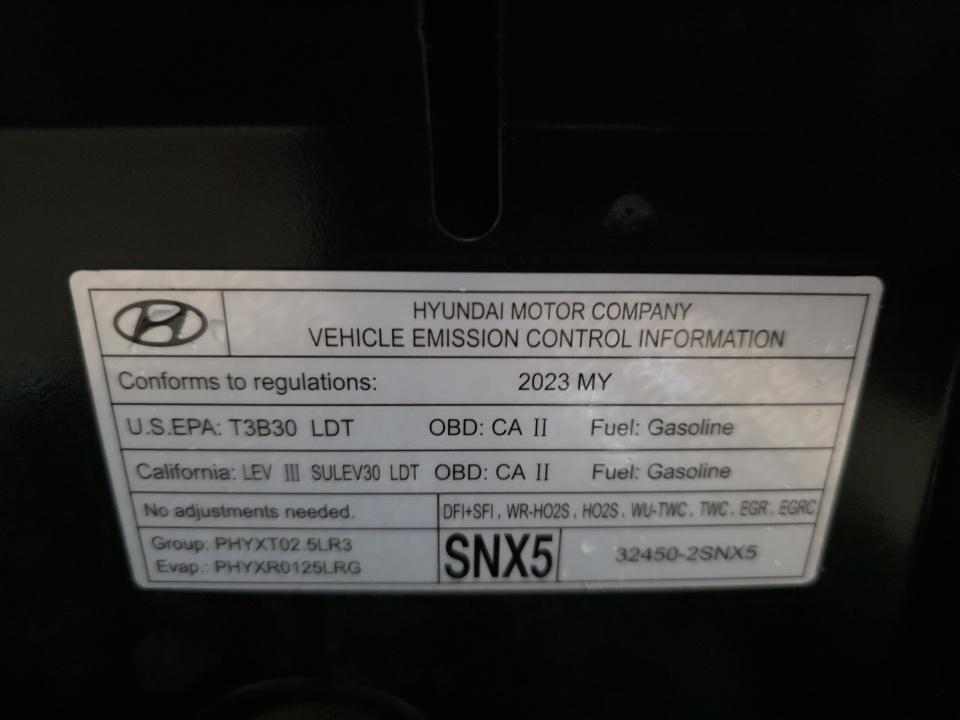 HYUNDAI MOTOR COMPANY
VEHICLE EMISSION CONTROL INFORMATION
Conforms to regulations: 2023 MY
U.S.EPA: T3B30 LDT OBD: CA II Fuel: Gasoline
California: LEV III SULEV30 LDT OBD: CA II Fuel: Gasoline
No adjustments needed. DFI+SFI, WR-HO2S, HO2S, WU-TWC, TWC, EGR, EGRC
Group: PHYXT02.5LR3
Evap.: PHYXR0125LRG
SNX5
32450-2SNX5